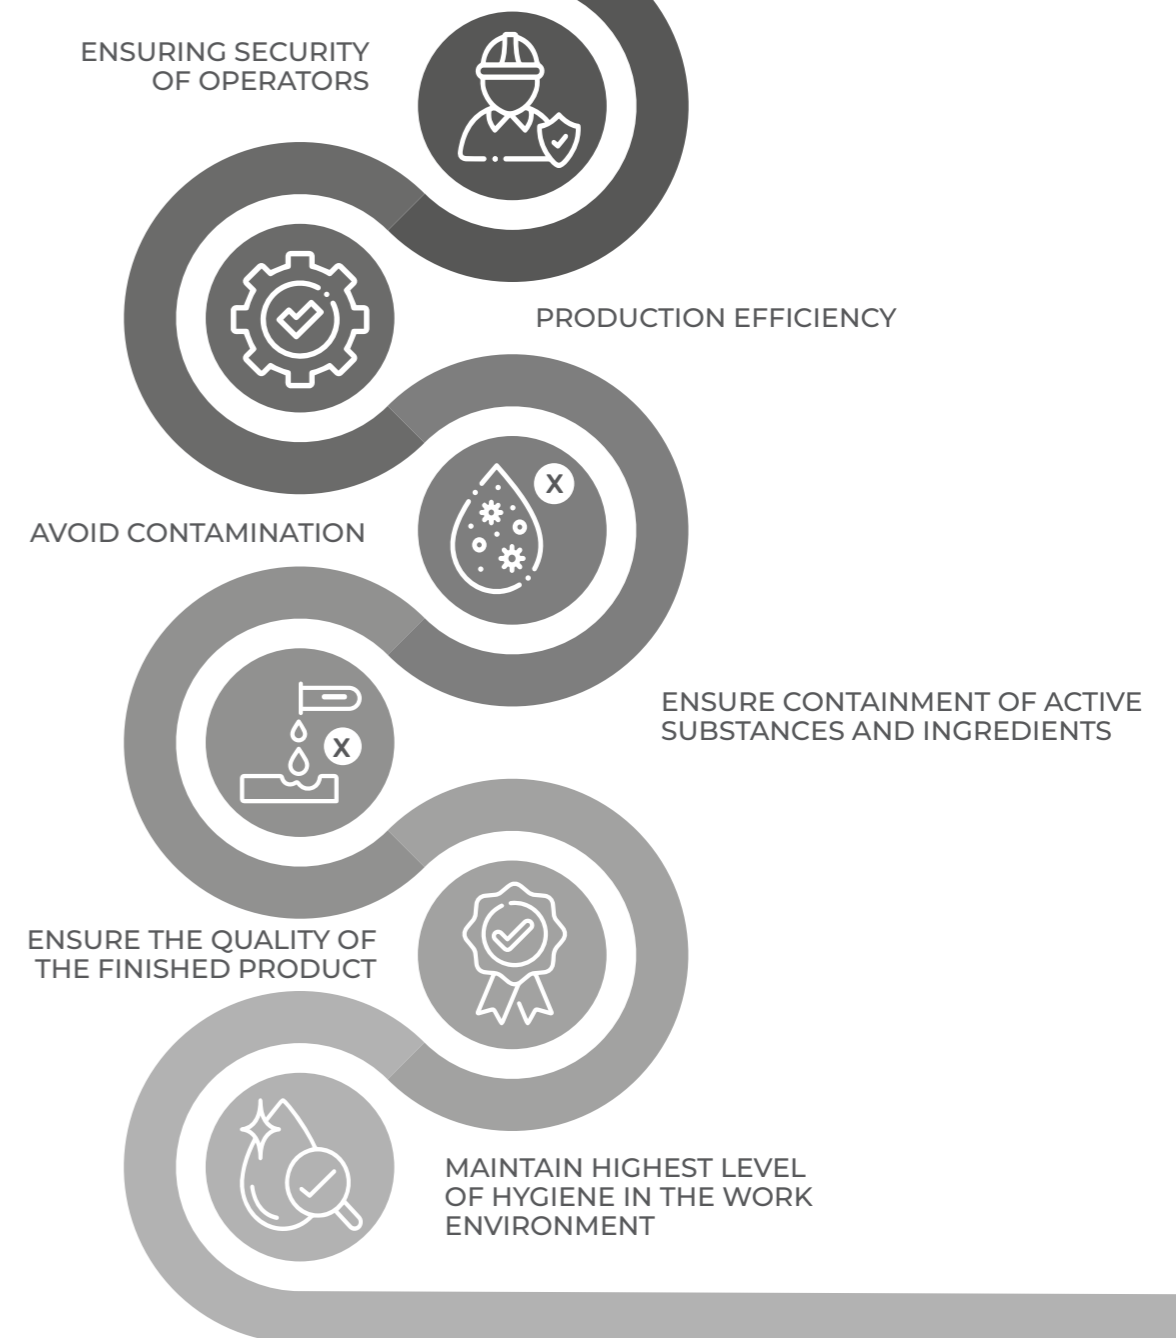 ENSURING SECURITY
OF OPERATORS
PRODUCTION EFFICIENCY
X
AVOID CONTAMINATION
ENSURE CONTAINMENT OF ACTIVE
SUBSTANCES AND INGREDIENTS
X
ENSURE THE QUALITY OF
THE FINISHED PRODUCT
MAINTAIN HIGHEST LEVEL
OF HYGIENE IN THE WORK
ENVIRONMENT